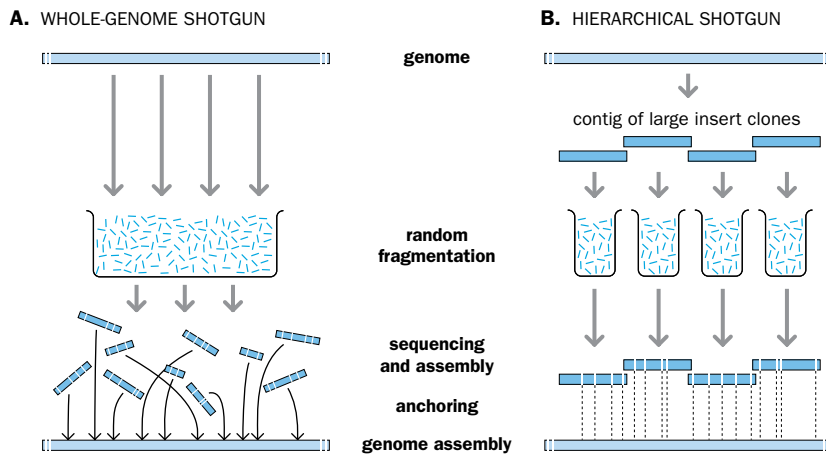 A. WHOLE-GENOME SHOTGUN
B. HIERARCHICAL SHOTGUN
genome
contig of large insert clones
random
fragmentation
sequencing
and assembly
anchoring
genome assembly